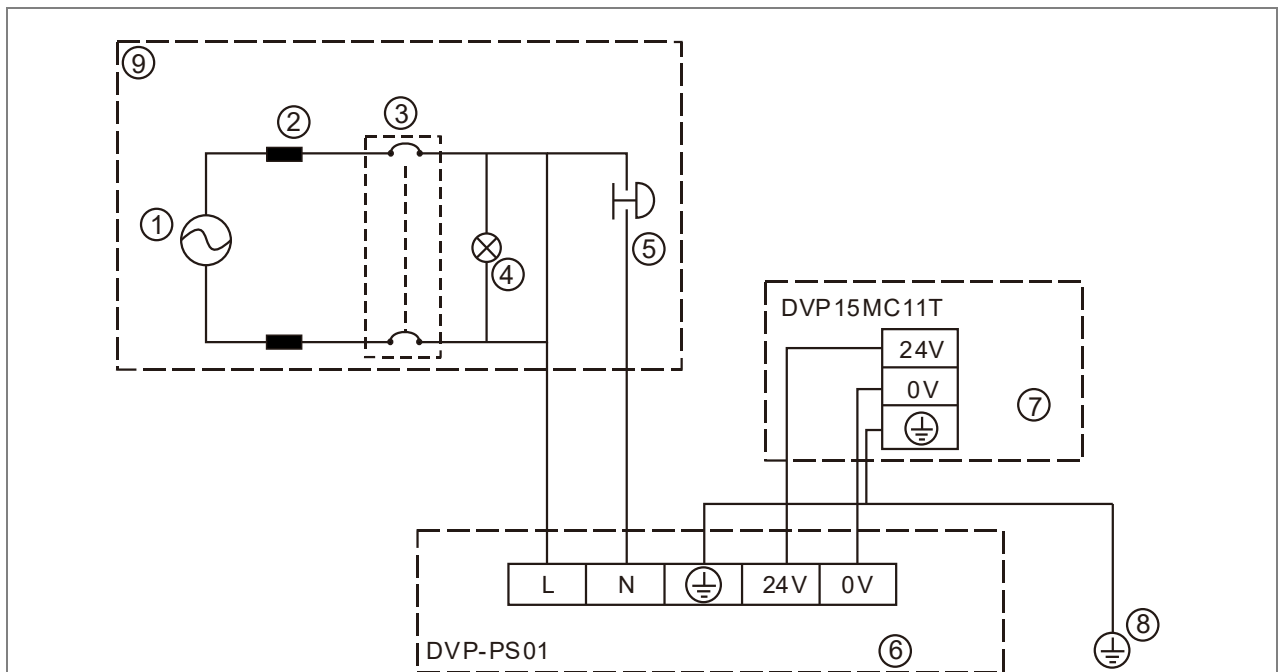 ⑨
②
③
①
④
⑤
DVP15MC11T
24V
0V
⑦
L N 24V 0V
⑧
DVP-PS01
⑥